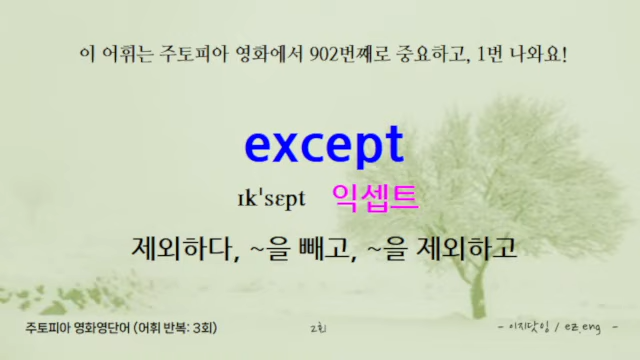 이 어휘는 주토피아 영화에서 902번째로 중요하고, 1번 나와요!
except
ɪkˈsɛpt 익셉트
제외하다, ~을 빼고, ~을 제외하고
주토피아 영화영단어 (어휘 반복: 3회) 2회 - 이지닷잉 / ez.eng -